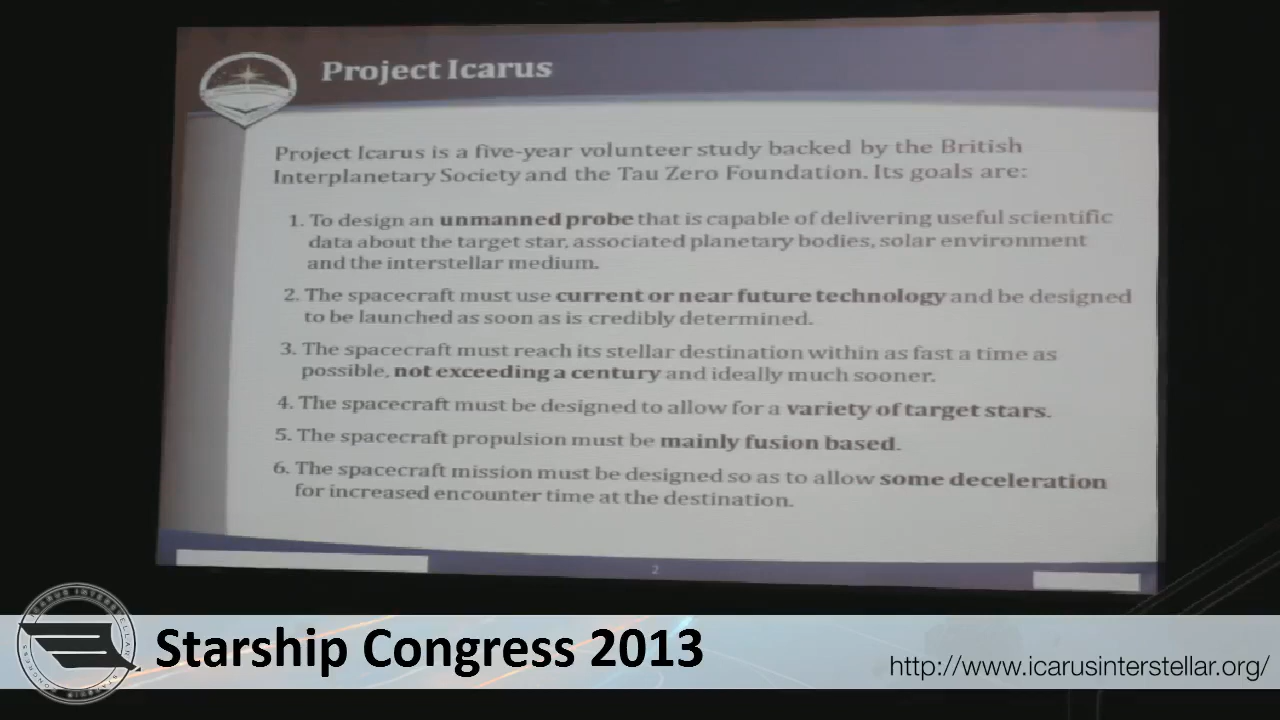 Project Icarus
Project Icarus is a five-year volunteer study backed by the British
Interplanetary Society and the Tau Zero Foundation. Its goals are:
1. To design an unmanned probe that is capable of delivering useful scientific
data about the target star, associated planetary bodies, solar environment
and the interstellar medium.
2. The spacecraft must use current or near future technology and be designed
to be launched as soon as is credibly determined.
3. The spacecraft must reach its stellar destination within as fast a time as
possible, not exceeding a century and ideally much sooner.
4. The spacecraft must be designed to allow for a variety of target stars.
5. The spacecraft propulsion must be mainly fusion based.
6. The spacecraft mission must be designed so as to allow some deceleration
for increased encounter time at the destination.
2
ICARUS INTERSTELLAR
STARSHIP CONGRESS
Starship Congress 2013
http://www.icarusinterstellar.org/